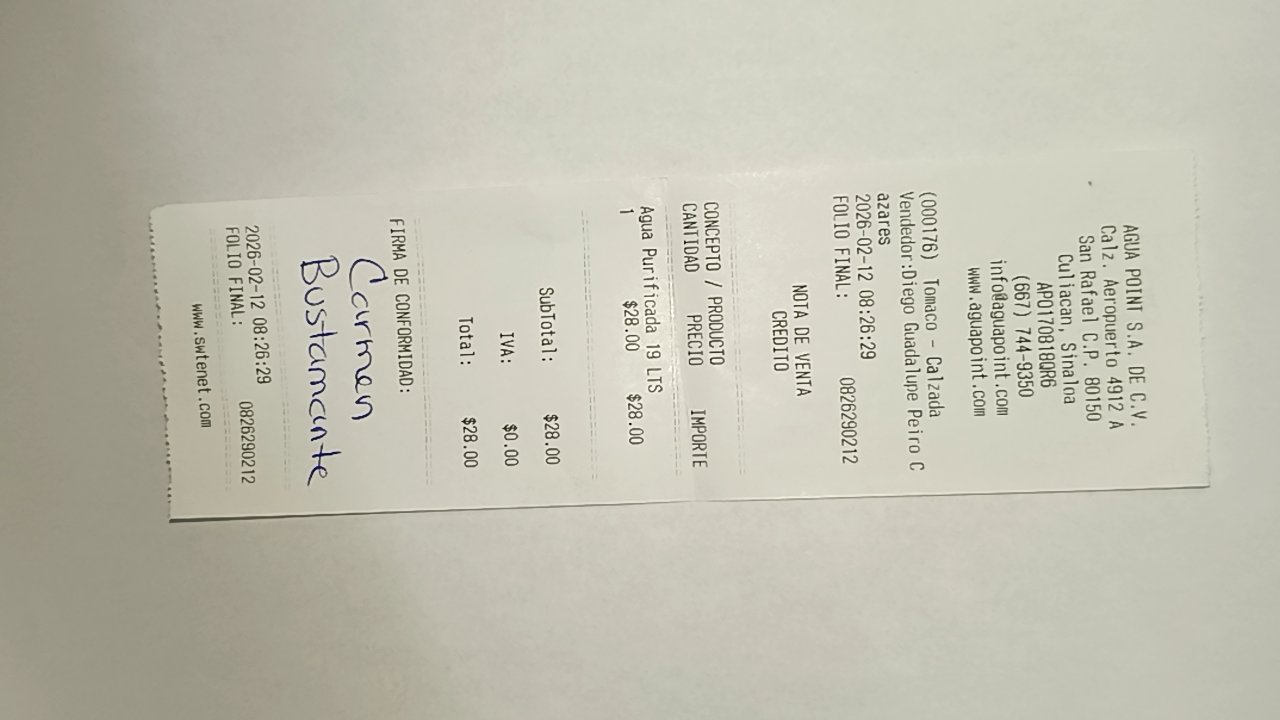 AGUA POINT S.A. DE C.V.
Calz. Aeropuerto 4912 A
San Rafael C.P. 80150
Culiacan, Sinaloa
APO170818QR6
(667) 744-9350
info@aguapoint.com
www.aguapoint.com
(000176) Tomaco - Calzada
Vendedor:Diego Guadalupe Peiro C
azares
2026-02-12 08:26:29
FOLIO FINAL: 0826290212
NOTA DE VENTA
CREDITO
CONCEPTO / PRODUCTO
CANTIDAD PRECIO IMPORTE
Agua Purificada 19 LTS
1 $28.00 $28.00
SubTotal: $28.00
IVA: $0.00
Total: $28.00
FIRMA DE CONFORMIDAD:
Carmen
Bustamante
2026-02-12 08:26:29
FOLIO FINAL: 0826290212
www.swtenet.com